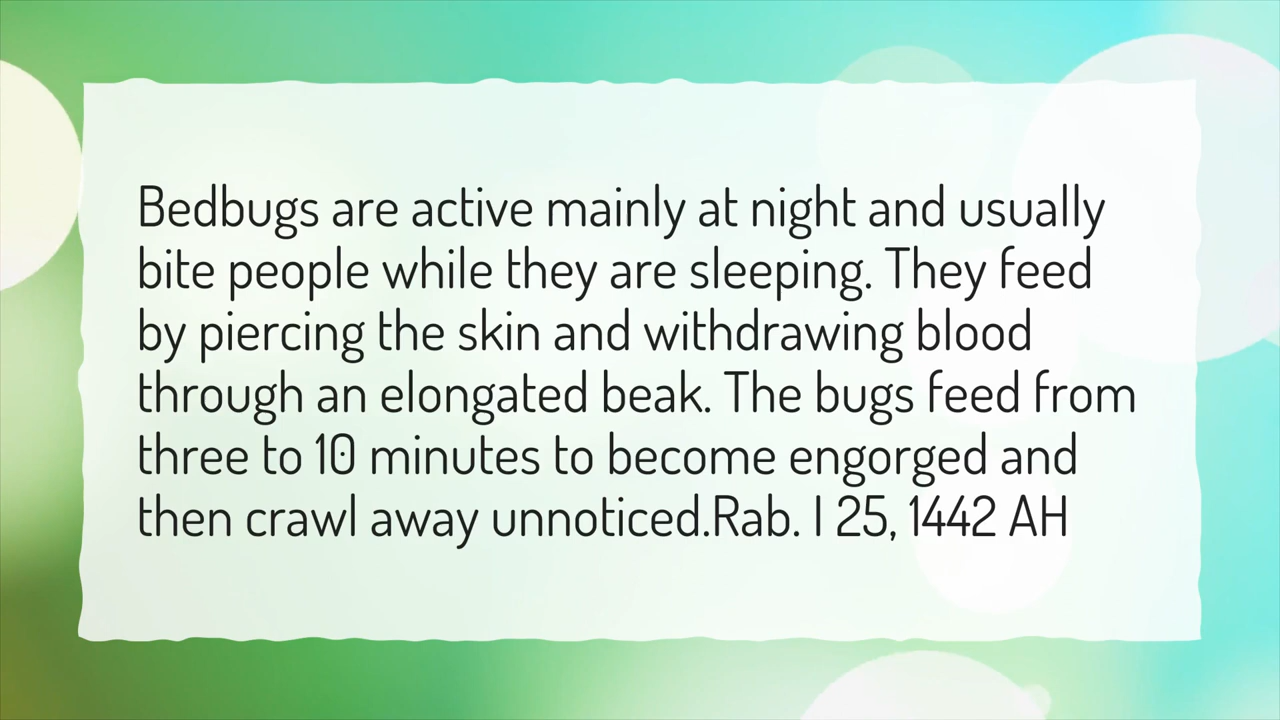 Bedbugs are active mainly at night and usually
bite people while they are sleeping. They feed
by piercing the skin and withdrawing blood
through an elongated beak. The bugs feed from
three to 10 minutes to become engorged and
then crawl away unnoticed.Rab. I 25, 1442 AH